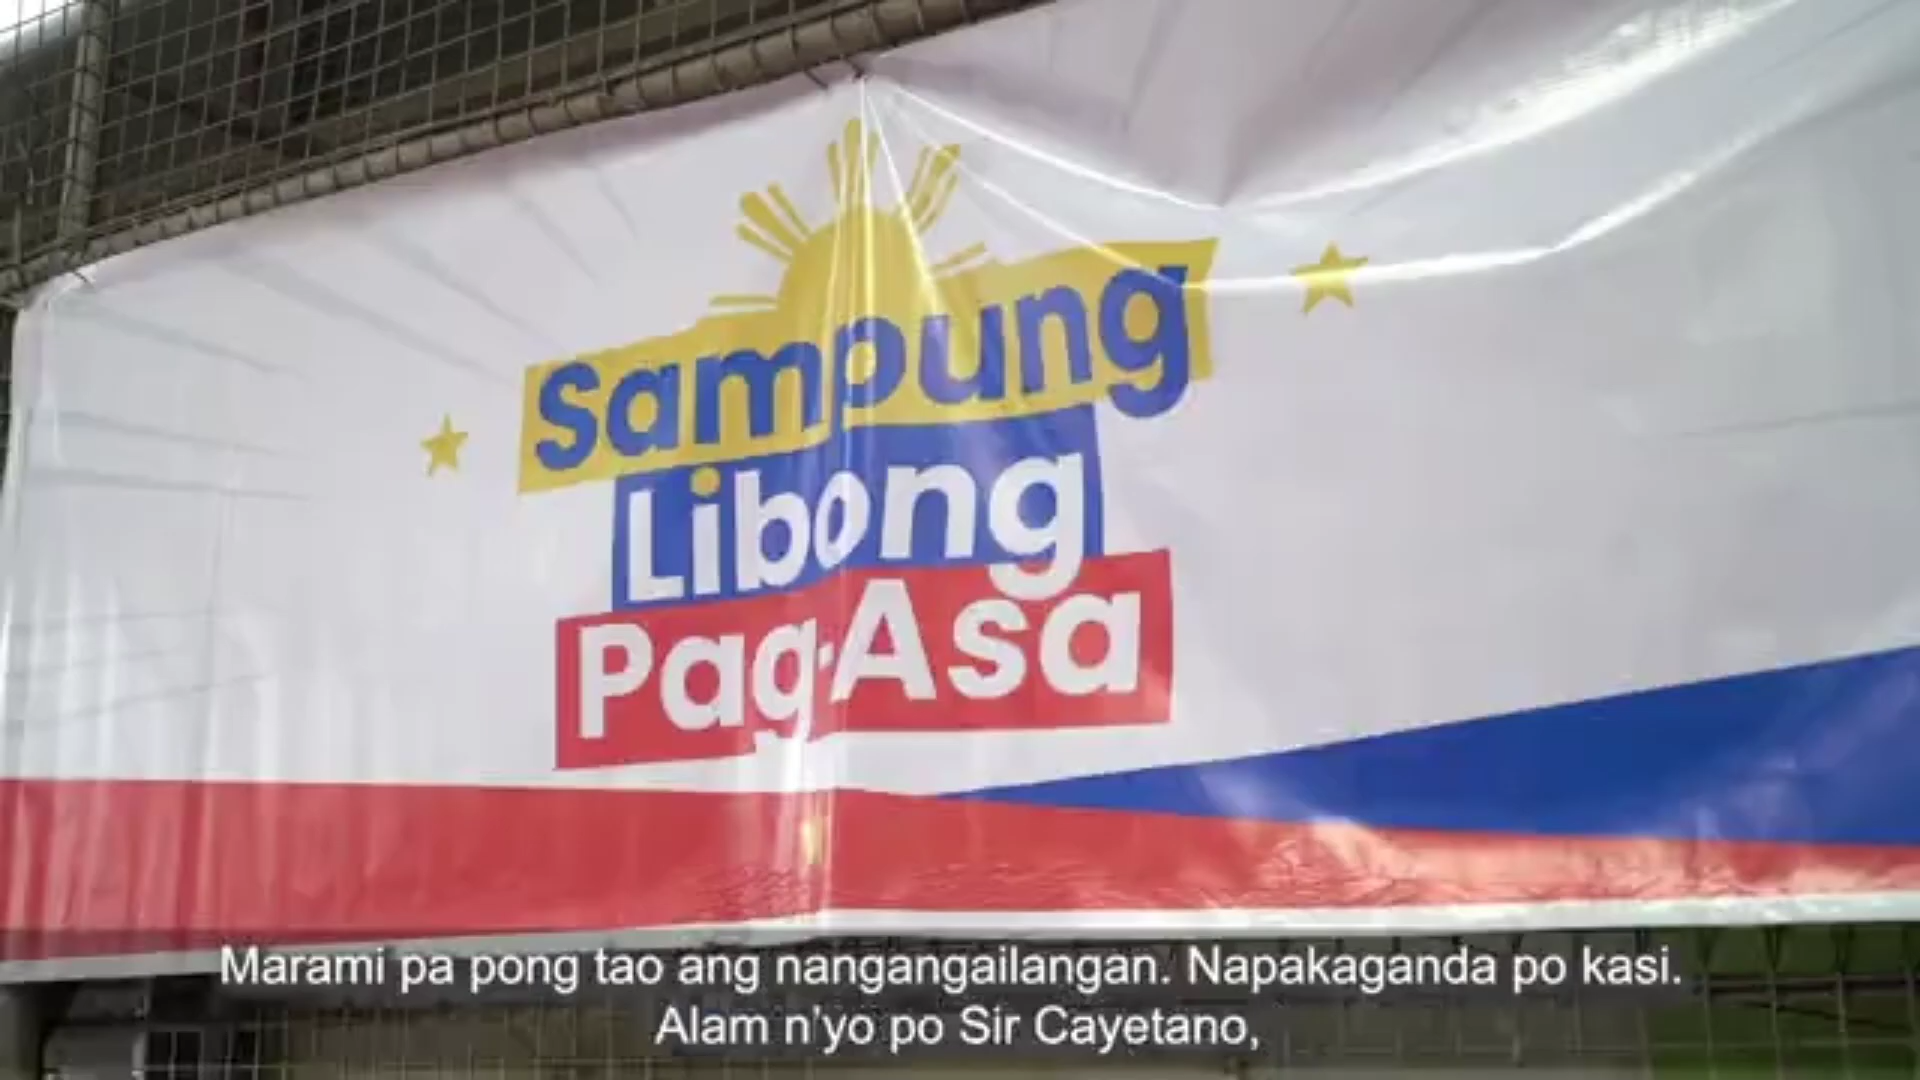 Sampung
Libong
Pag-Asa
Marami pa pong tao ang nangangailangan. Napakaganda po kasi.
Alam n'yo po Sir Cayetano,